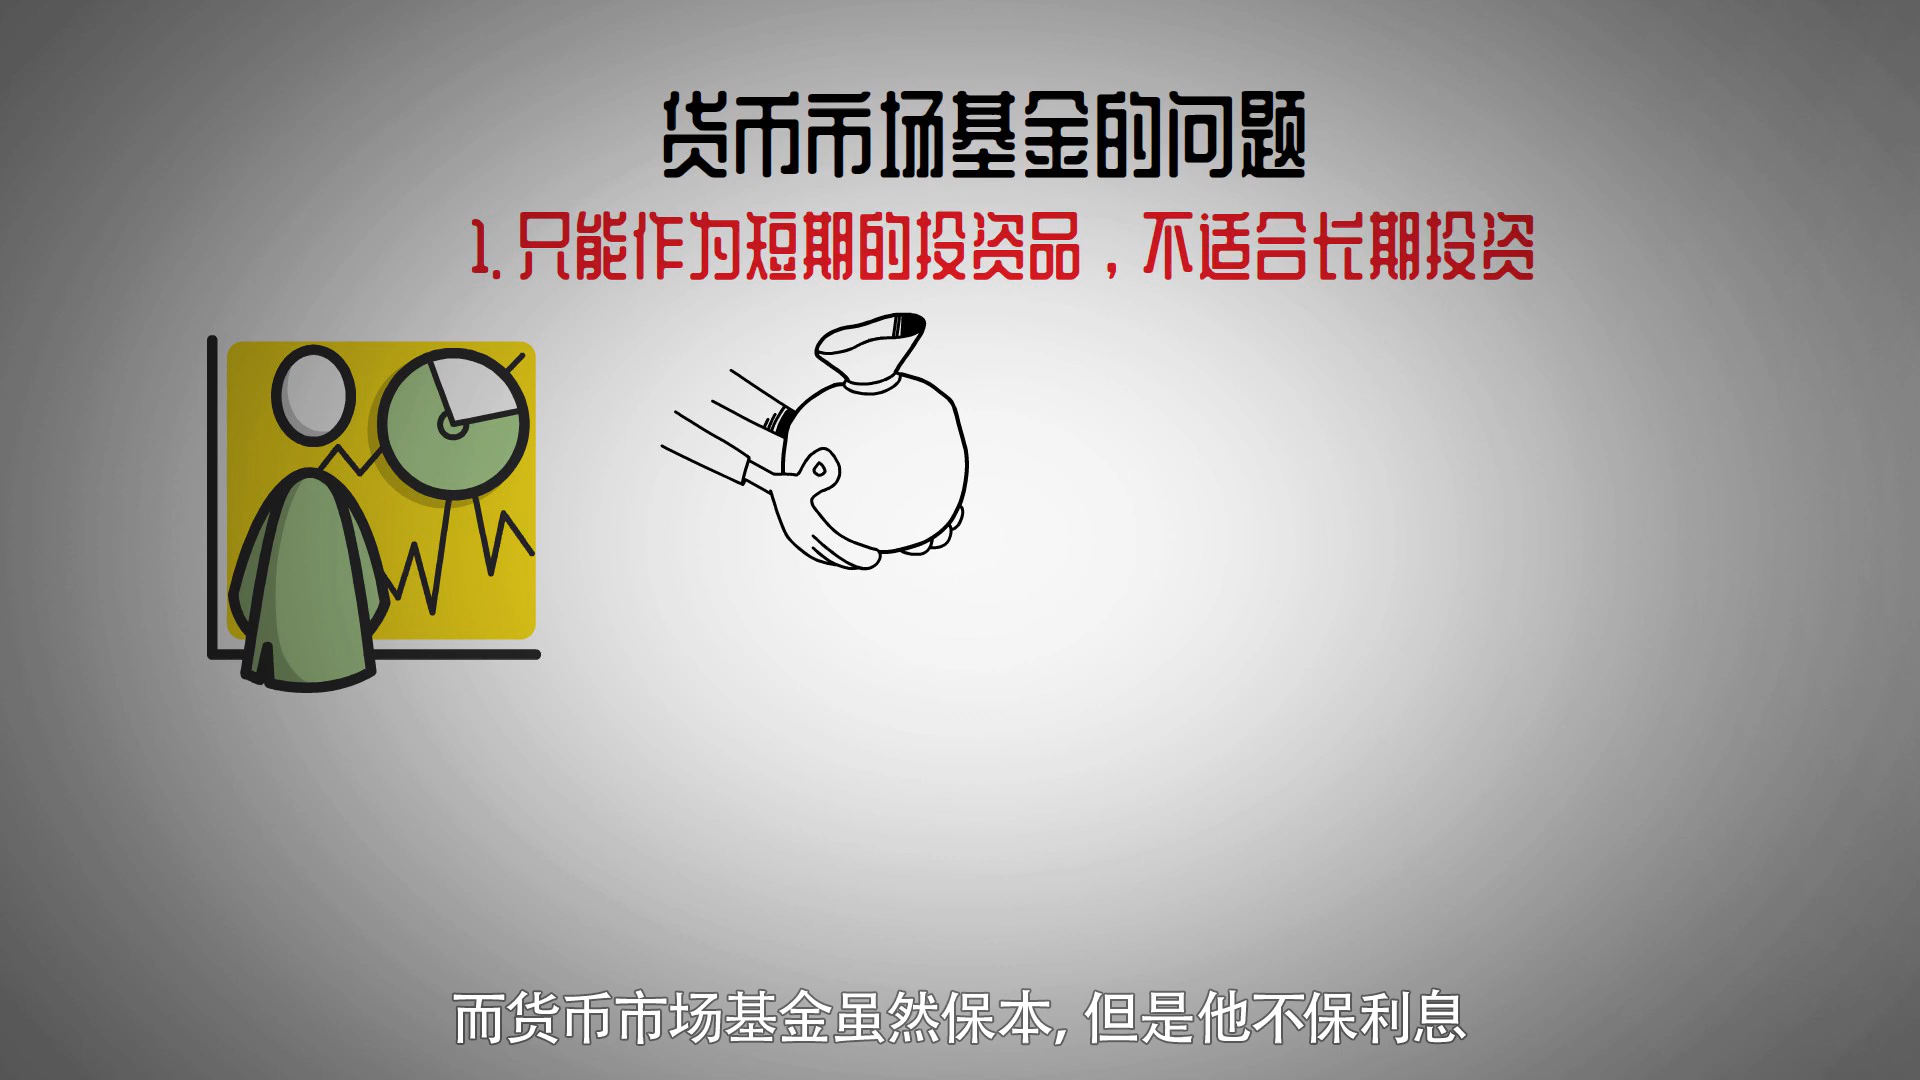 货币市场基金的问题
1.只能作为短期的投资品，不适合长期投资
而货币市场基金虽然保本,但是他不保利息